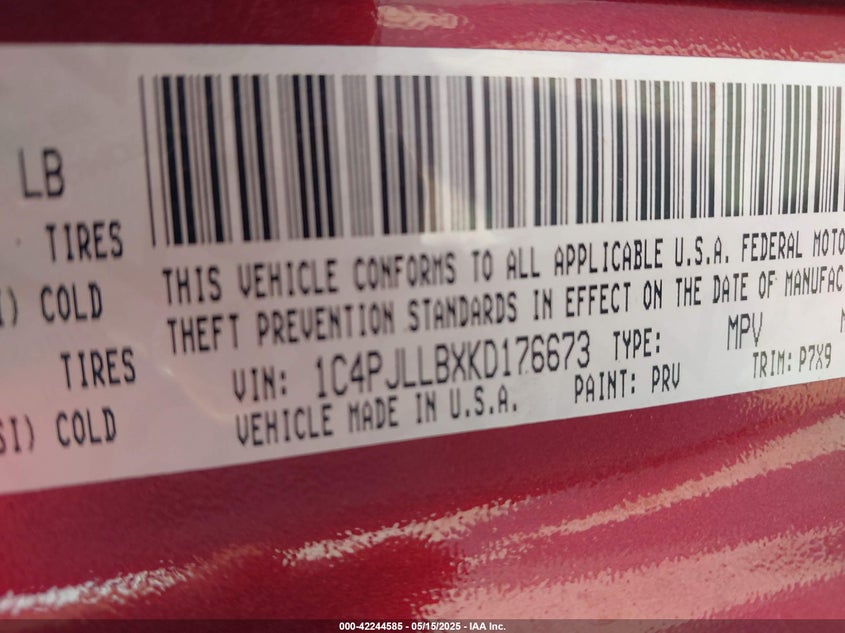 LB
TIRES
I) COLD
TIRES
SI) COLD
THIS VEHICLE CONFORMS TO ALL APPLICABLE U.S.A. FEDERAL MOTO
THEFT PREVENTION STANDARDS IN EFFECT ON THE DATE OF MANUFAC
VIN: 1C4PJLLBXKD176673 TYPE: MPV
VEHICLE MADE IN U.S.A. PAINT: PRV TRIM: P7X9
000-42244585 - 05/15/2025 - IAA Inc.